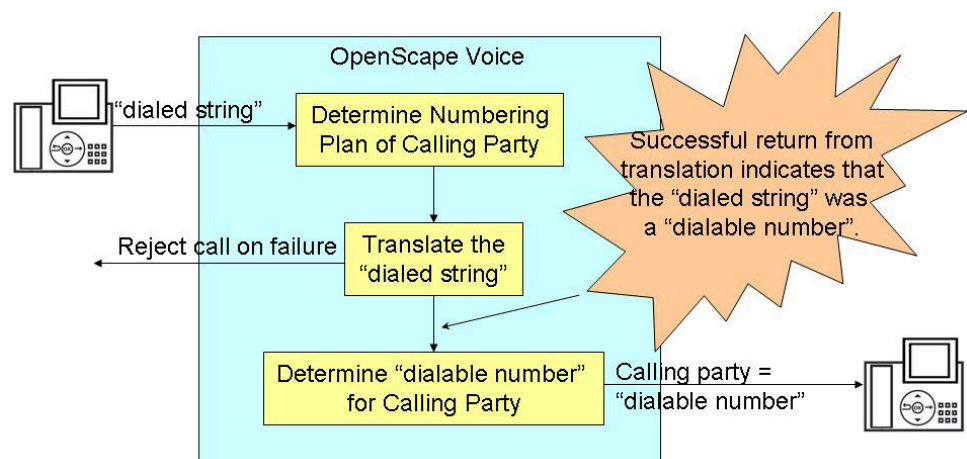 OpenScape Voice
“dialed string”
Determine Numbering
Plan of Calling Party
Successful return from
translation indicates that
the “dialed string” was
a “dialable number”.
Reject call on failure
Translate the
“dialed string”
Determine “dialable number”
for Calling Party
Calling party =
“dialable number”
OK
OK